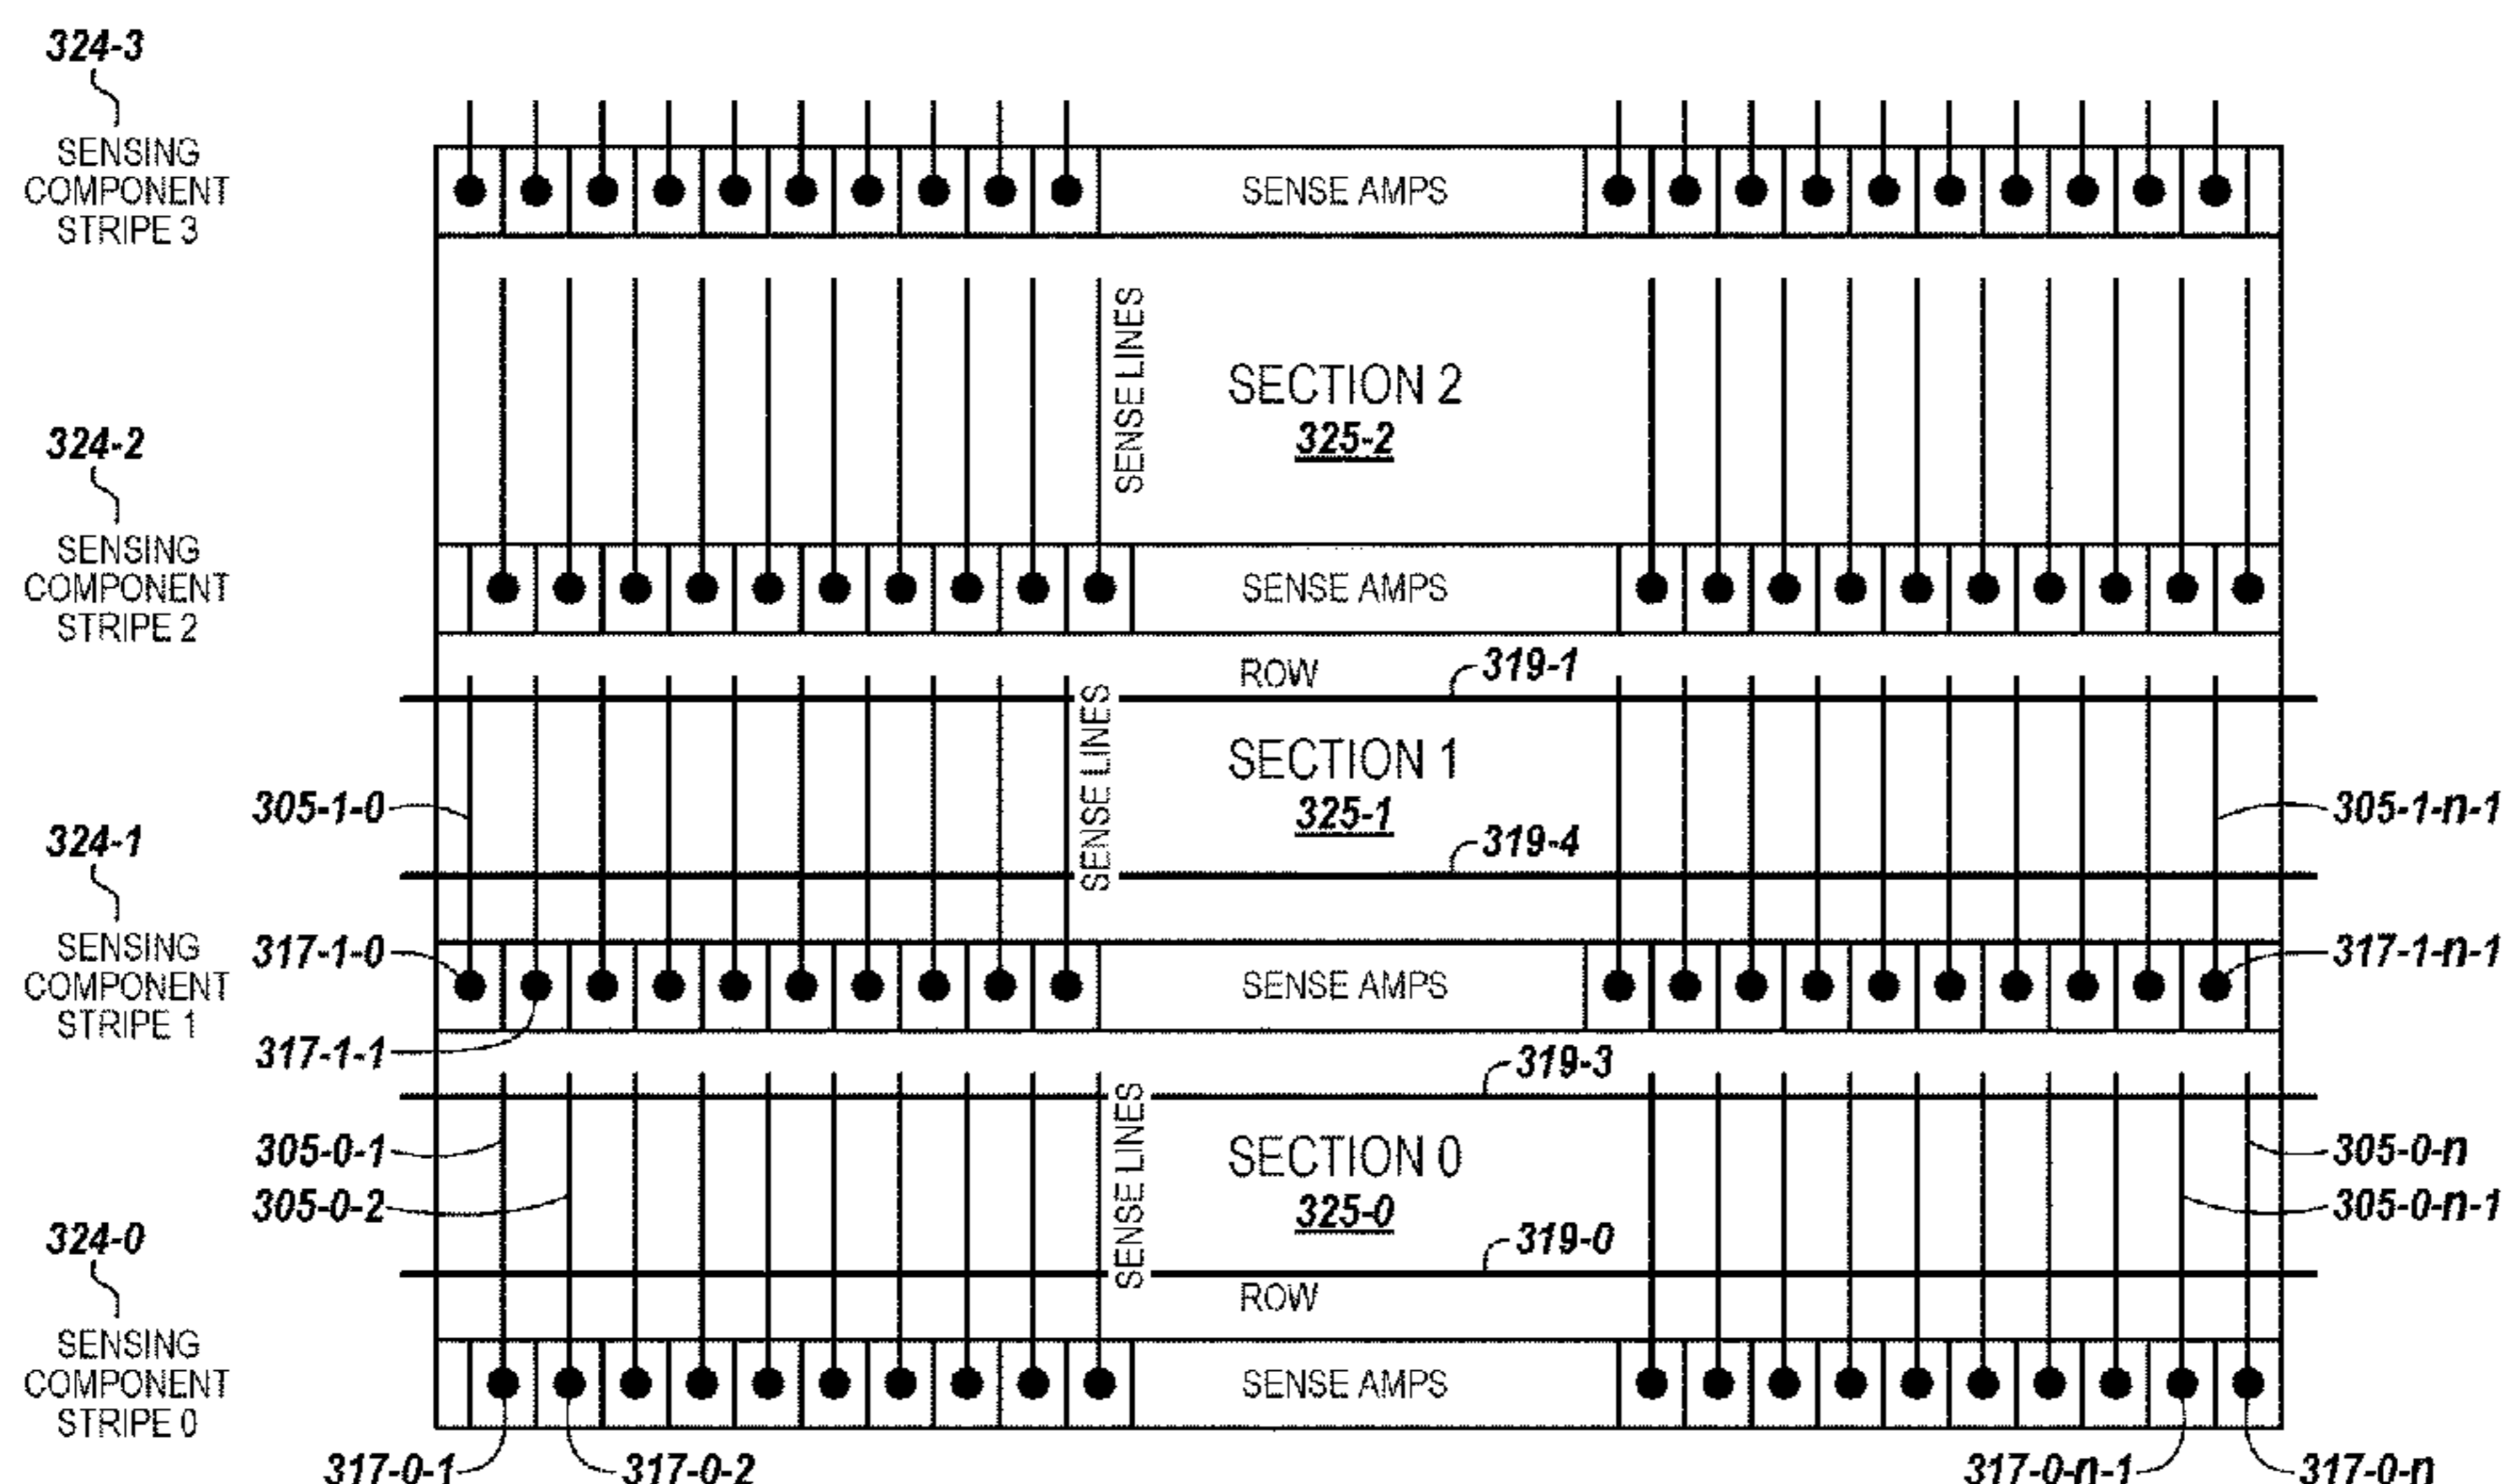 324-3
SENSING
COMPONENT
STRIPE 3
SENSE AMPS
SENSE LINES
SECTION 2
325-2
324-2
SENSING
COMPONENT
STRIPE 2
SENSE AMPS
ROW
319-1
SENSE LINES
SECTION 1
325-1
305-1-0
305-1-n-1
319-4
324-1
SENSING
COMPONENT
STRIPE 1
317-1-0
SENSE AMPS
317-1-n-1
317-1-1
319-3
SENSE LINES
305-0-1
SECTION 0
305-0-n
305-0-2
325-0
305-0-n-1
319-0
324-0
ROW
SENSING
COMPONENT
STRIPE 0
SENSE AMPS
317-0-1
317-0-2
317-0-n-1
317-0-n